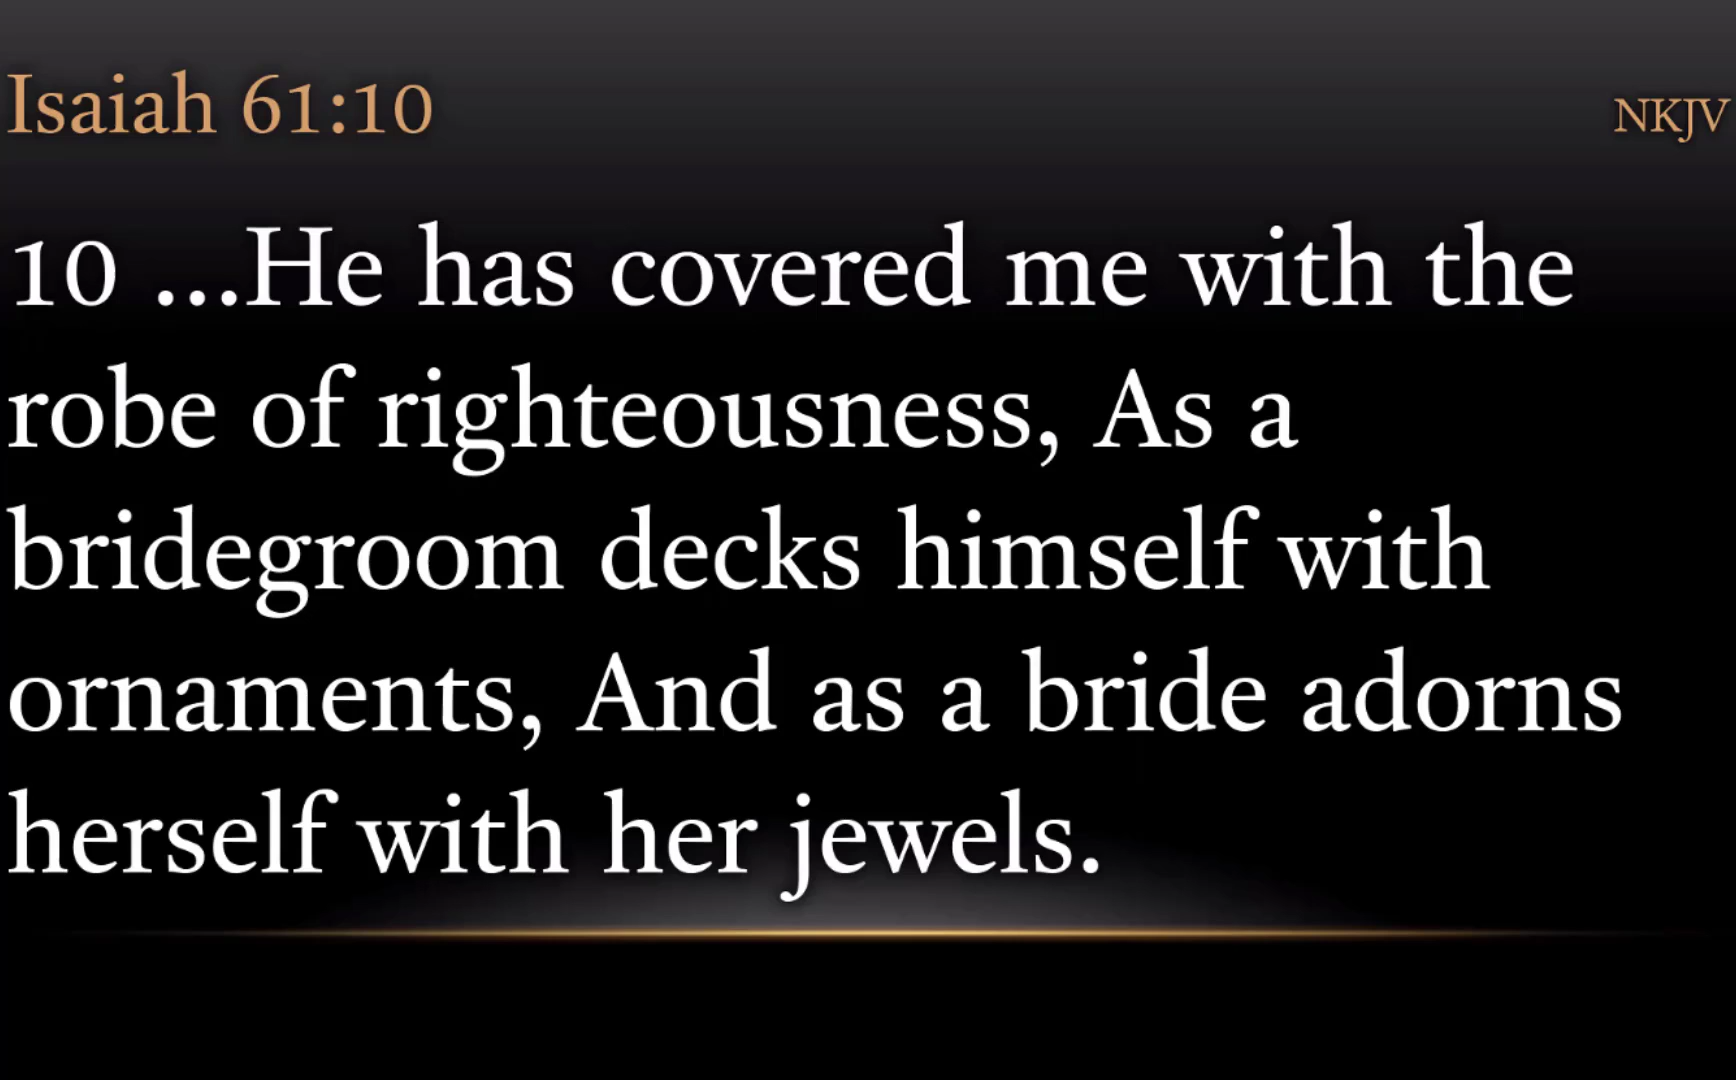 Isaiah 61:10 NKJV
10 ...He has covered me with the
robe of righteousness, As a
bridegroom decks himself with
ornaments, And as a bride adorns
herself with her jewels.